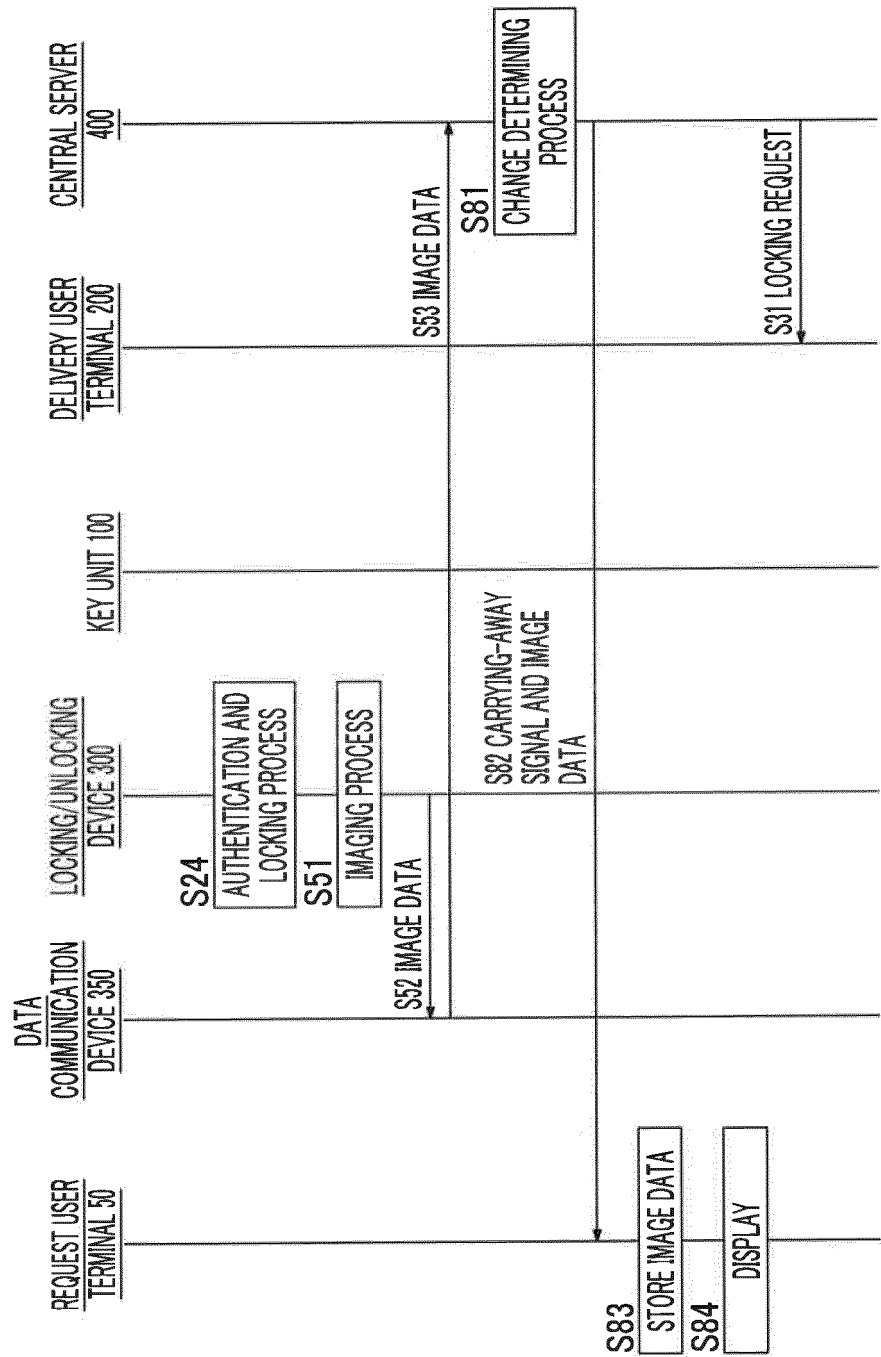 REQUEST USER
TERMINAL 50
DATA
COMMUNICATION
DEVICE 350
LOCKING/UNLOCKING
DEVICE 300
KEY UNIT 100
DELIVERY USER
TERMINAL 200
CENTRAL SERVER
400
S24
AUTHENTICATION AND
LOCKING PROCESS
S51
IMAGING PROCESS
S52 IMAGE DATA
S53 IMAGE DATA
S81
CHANGE DETERMINING
PROCESS
S82 CARRYING-AWAY
SIGNAL AND IMAGE
DATA
S83
STORE IMAGE DATA
S84
DISPLAY
S31 LOCKING REQUEST